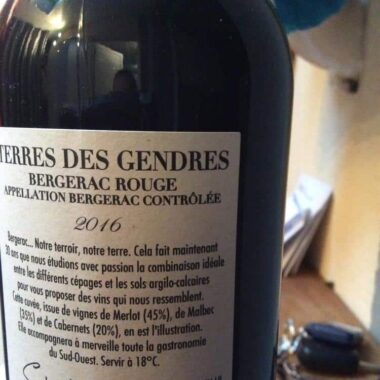 TERRES DES GENDRES
BERGERAC ROUGE
APPELLATION BERGERAC CONTRÔLÉE
2016
Bergerac... Notre terroir, notre terre. Cela fait maintenant
30 ans que nous étudions avec passion la combinaison idéale
entre les différents cépages et les sols argilo-calcaires
pour vous proposer des vins qui nous ressemblent.
Cette cuvée, issue de vignes de Merlot (45%), de Malbec
(35%) et de Cabernets (20%), en est l'illustration.
Elle accompagnera à merveille toute la gastronomie
du Sud-Ouest. Servir à 18°C.